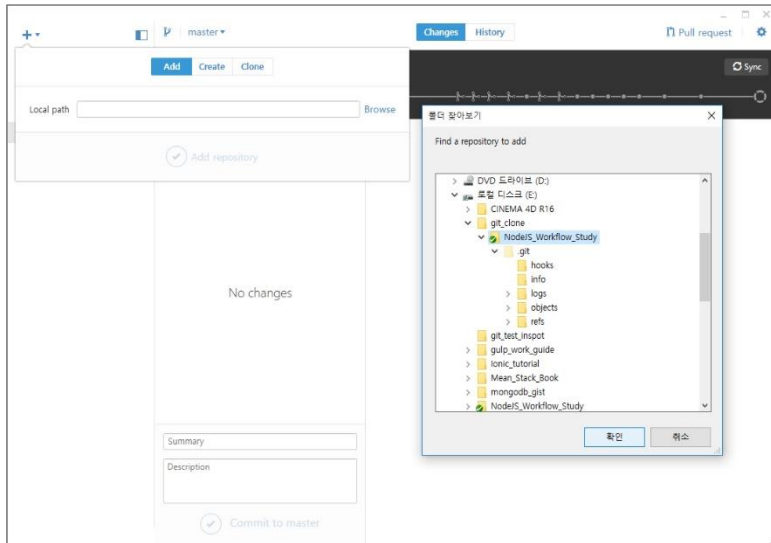 master
Changes History
Pull request
Add Create Clone
Sync
Local path
Browse
Add repository
No changes
Summary
Description
Commit to master
폴더 찾아보기
Find a repository to add
DVD 드라이브 (D:)
로컬 디스크 (E:)
CINEMA 4D R16
git_clone
NodeJS_Workflow_Study
.git
hooks
info
logs
objects
refs
git_test_inspot
gulp_work_guide
Ionic_tutorial
Mean_Stack_Book
mongodb_gist
NodeJS_Workflow_Study
확인 취소